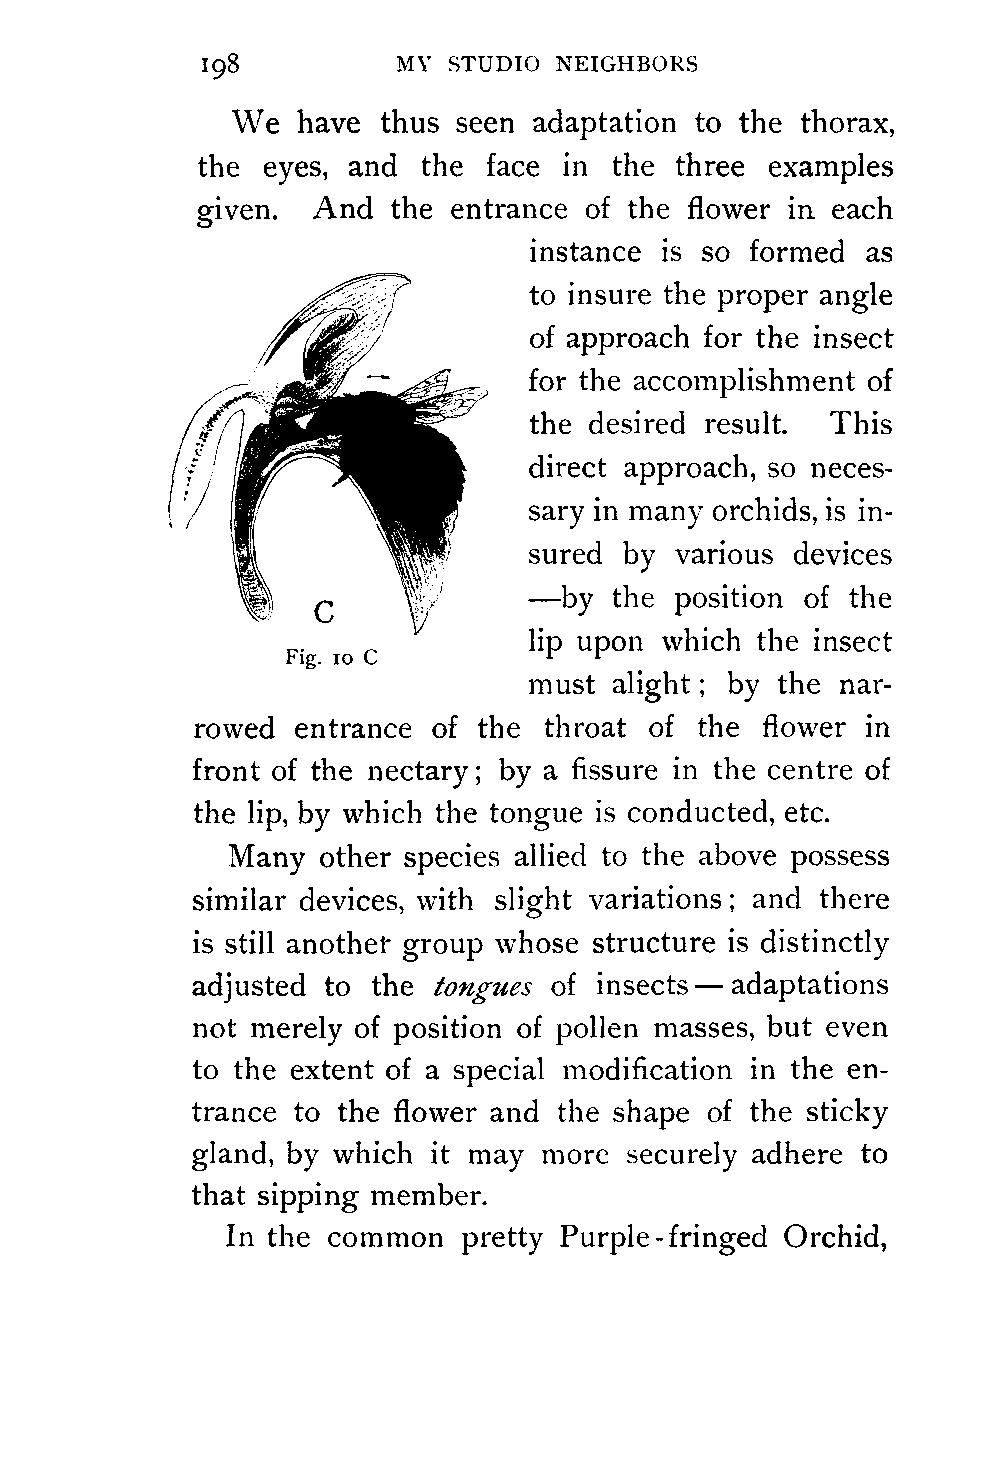 198 MY STUDIO NEIGHBORS
We have thus seen adaptation to the thorax,
the eyes, and the face in the three examples
given. And the entrance of the flower in each
instance is so formed as
to insure the proper angle
of approach for the insect
for the accomplishment of
the desired result. This
direct approach, so neces-
sary in many orchids, is in-
sured by various devices
—by the position of the
lip upon which the insect
must alight; by the nar-
rowed entrance of the throat of the flower in
front of the nectary; by a fissure in the centre of
the lip, by which the tongue is conducted, etc.
C
Fig. 10 C
Many other species allied to the above possess
similar devices, with slight variations; and there
is still another group whose structure is distinctly
adjusted to the tongues of insects—adaptations
not merely of position of pollen masses, but even
to the extent of a special modification in the en-
trance to the flower and the shape of the sticky
gland, by which it may more securely adhere to
that sipping member.
In the common pretty Purple-fringed Orchid,